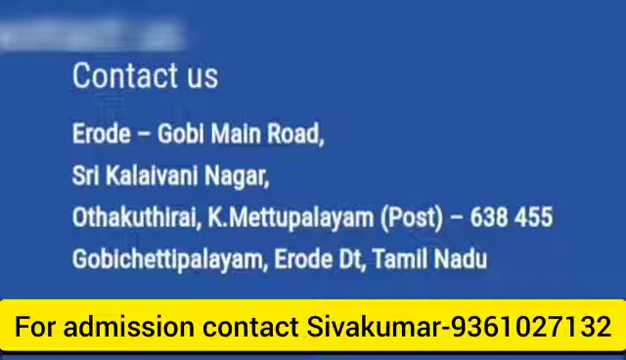 Contact us
Erode – Gobi Main Road,
Sri Kalaivani Nagar,
Othakuthirai, K.Mettupalayam (Post) – 638 455
Gobichettipalayam, Erode Dt, Tamil Nadu
For admission contact Sivakumar-9361027132